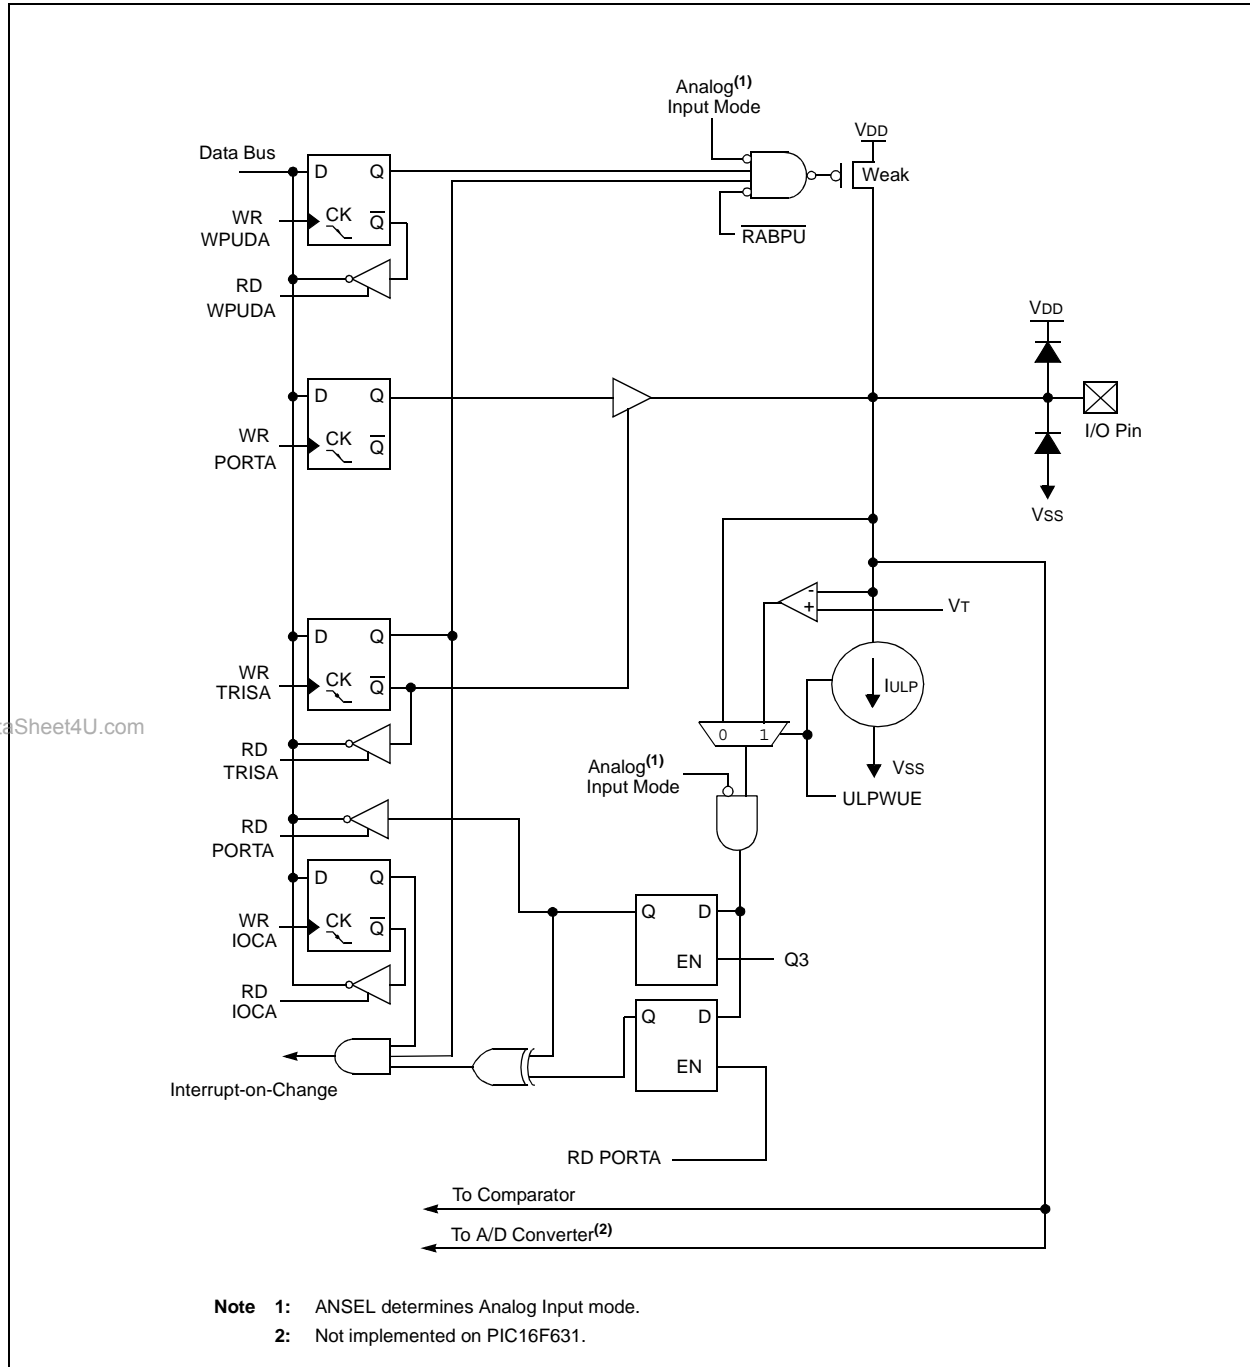 Analog(1)
Input Mode
VDD
Data Bus
D Q
Weak
WR
WPUDA
CK Q
RABPU
RD
WPUDA
VDD
D Q
WR
PORTA
CK Q
I/O Pin
VSS
- 
+
VT
D Q
WR
TRISA
CK Q
IULP
aSheet4U.com
0 1
RD
TRISA
Analog(1)
Input Mode
VSS
ULPWUE
RD
PORTA
D Q
Q D
WR
IOCA
CK Q
EN
Q3
RD
IOCA
Q D
EN
Interrupt-on-Change
RD PORTA
To Comparator
To A/D Converter(2)
Note 1: ANSEL determines Analog Input mode.
2: Not implemented on PIC16F631.